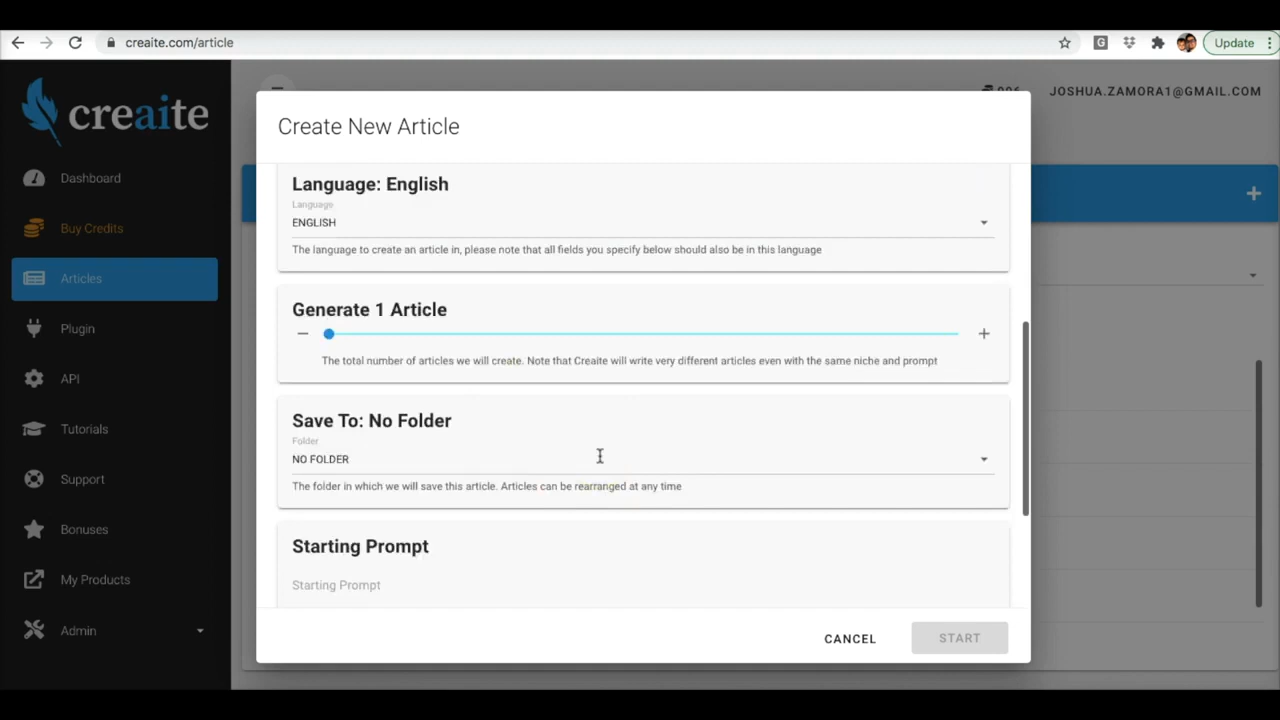 creaite.com/article
G
Update
creaite
JOSHUA.ZAMORA1@GMAIL.COM
Dashboard
Buy Credits
Articles
Plugin
API
Tutorials
Support
Bonuses
My Products
Admin
Create New Article
Language: English
Language
ENGLISH
The language to create an article in, please note that all fields you specify below should also be in this language
Generate 1 Article
The total number of articles we will create. Note that Creaite will write very different articles even with the same niche and prompt
Save To: No Folder
Folder
NO FOLDER
The folder in which we will save this article. Articles can be rearranged at any time
Starting Prompt
Starting Prompt
CANCEL
START